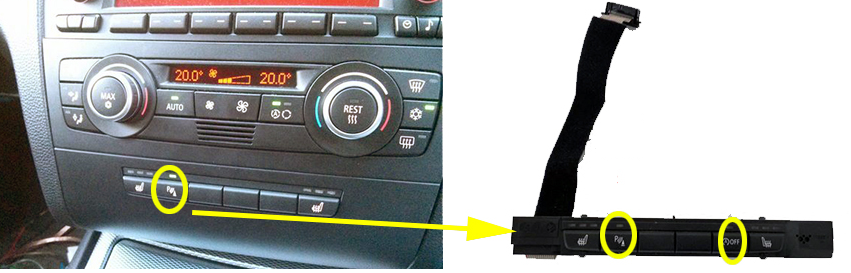 20.0° 20.0°
MAX
AUTO
REST
P
P
OFF